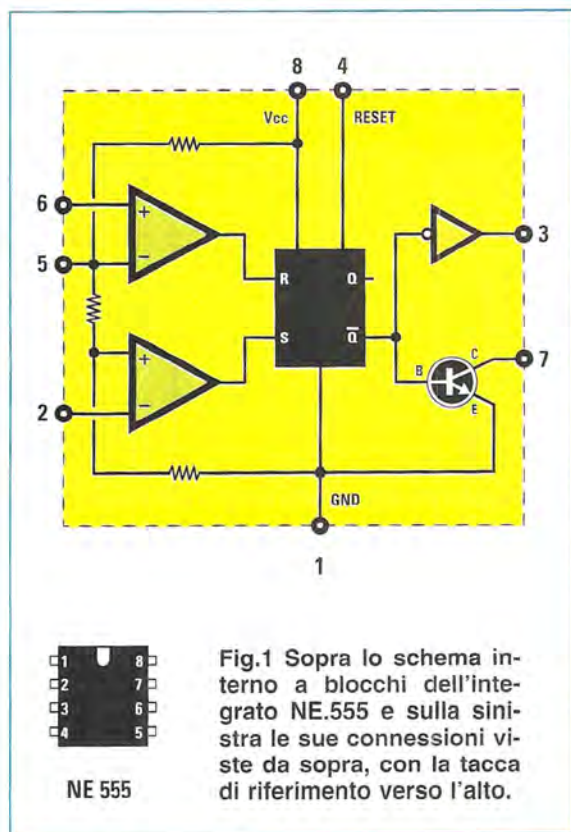 8 4
Vcc RESET
6 + 3
5 −
R Q
+ S Q̅ C 7
B
2 − E
GND
1
1 8
2 7
3 6
4 5
NE 555
Fig.1 Sopra lo schema in-
terno a blocchi dell'inte-
grato NE.555 e sulla sini-
stra le sue connessioni vi-
ste da sopra, con la tacca
di riferimento verso l'alto.